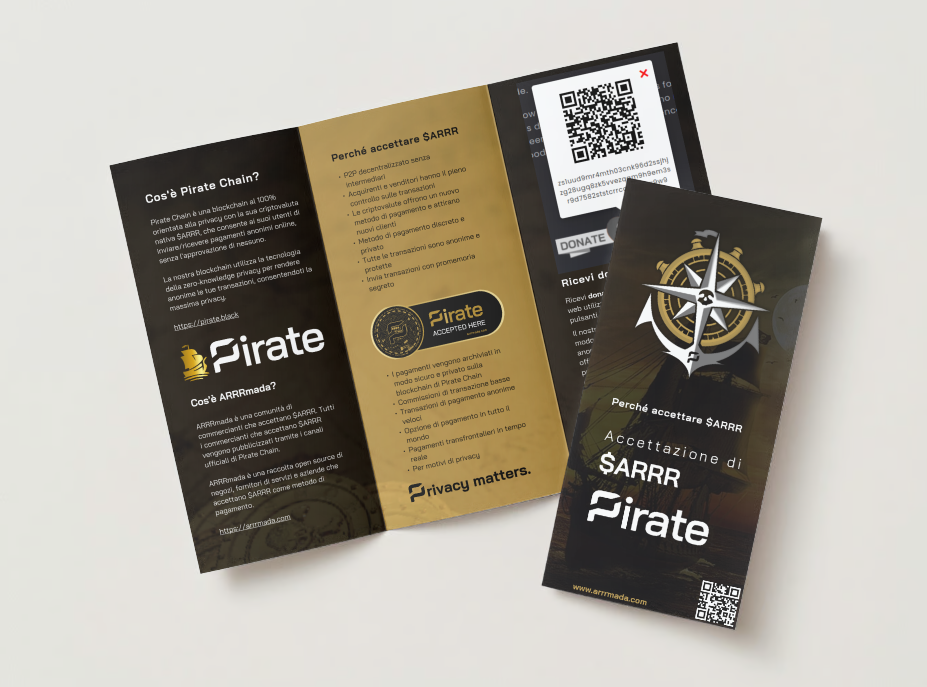 Cos'è Pirate Chain?
Pirate Chain è una blockchain al 100%
orientata alla privacy con la sua criptovaluta
nativa $ARRR, che consente ai suoi utenti di
inviare/ricevere pagamenti anonimi online,
senza l'approvazione di nessuno.
La nostra blockchain utilizza la tecnologia
della zero-knowledge privacy per rendere
anonime le tue transazioni, consentendoti la
massima privacy.
https://pirate.black
Pirate
Cos'è ARRRmada?
ARRRmada è una comunità di
commercianti che accettano $ARRR. Tutti
i commercianti che accettano $ARRR
vengono pubblicizzati tramite i canali
ufficiali di Pirate Chain.
ARRRmada è una raccolta open source di
negozi, fornitori di servizi e aziende che
accettano $ARRR come metodo di
pagamento.
https://arrrmada.com
Perché accettare $ARRR
• P2P decentralizzato senza
intermediari
• Acquirenti e venditori hanno il pieno
controllo sulle transazioni
• Le criptovalute offrono un nuovo
metodo di pagamento e attirano
nuovi clienti
• Metodo di pagamento discreto e
privato
• Tutte le transazioni sono anonime e
protette
• Invia transazioni con promemoria
segreto
Pirate
ACCEPTED HERE
• I pagamenti vengono archiviati in
modo sicuro e privato sulla
blockchain di Pirate Chain
• Commissioni di transazione basse
• Transazioni di pagamento anonime
veloci
• Opzione di pagamento in tutto il
mondo
• Pagamenti transfrontalieri in tempo
reale
• Per motivi di privacy
Privacy matters.
DONATE
Ricevi
Ricevi
web
pulsanti
Perché accettare $ARRR
Accettazione di
$ARRR
Pirate
www.arrrmada.com